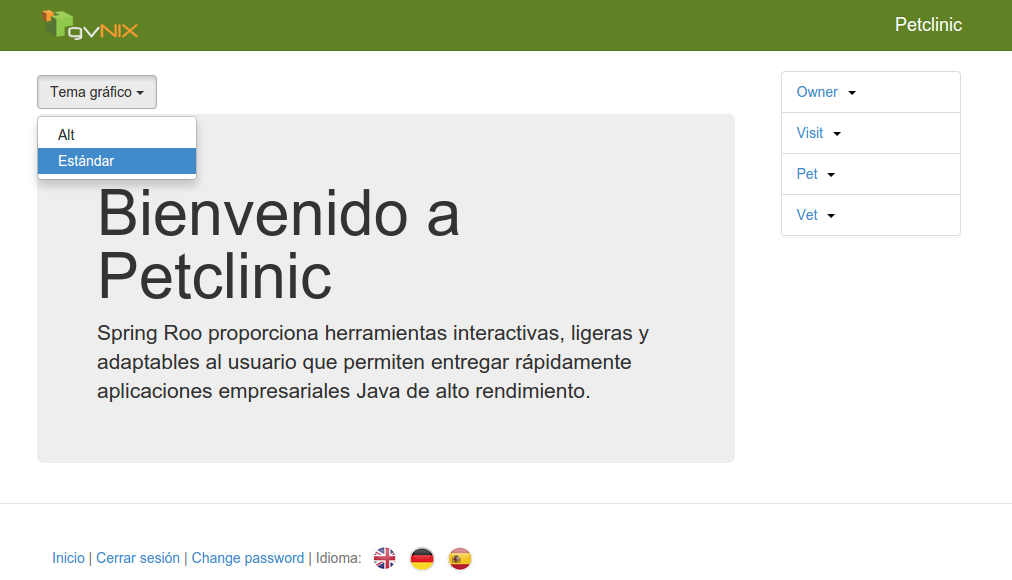 gvNIX
Petclinic
Tema gráfico
Alt
Estándar
Bienvenido a
Petclinic
Spring Roo proporciona herramientas interactivas, ligeras y
adaptables al usuario que permiten entregar rápidamente
aplicaciones empresariales Java de alto rendimiento.
Owner
Visit
Pet
Vet
Inicio | Cerrar sesión | Change password | Idioma: